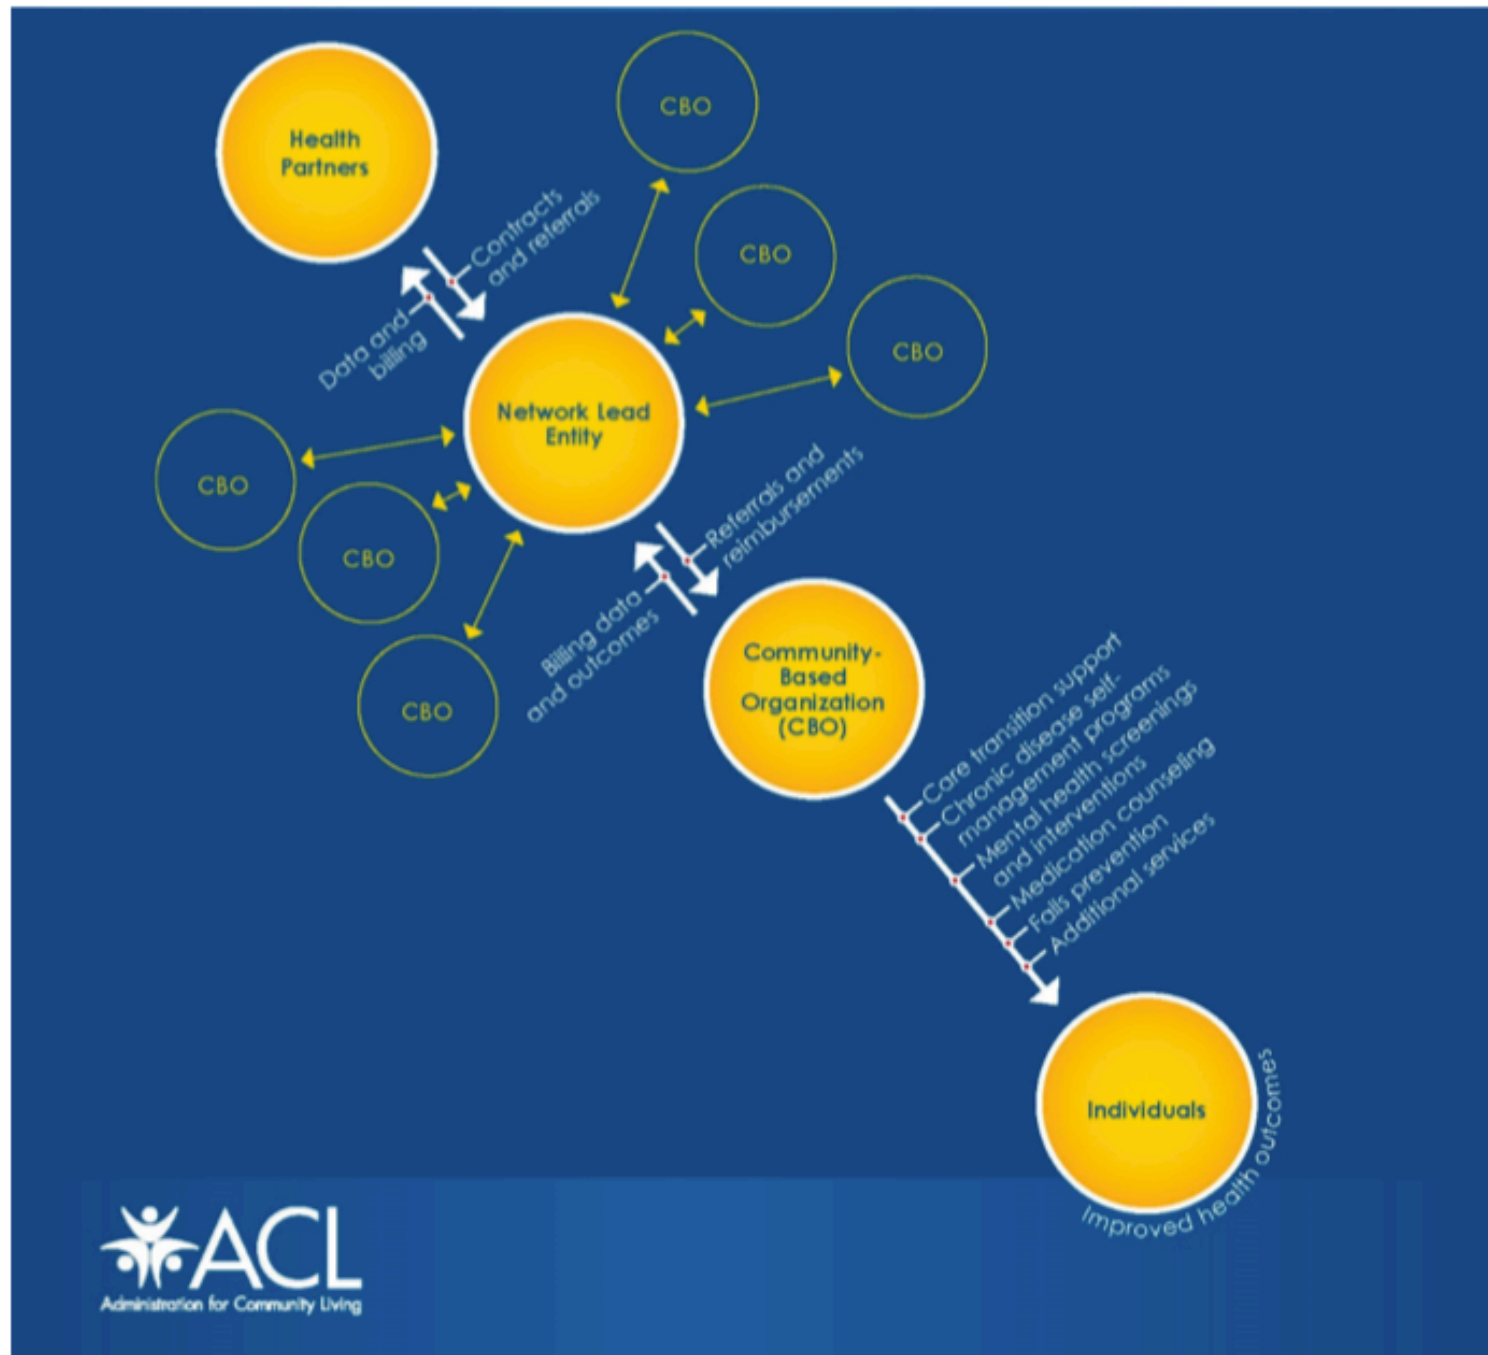 Health
Partners
CBO
Contracts
and referrals
CBO
Data and
billing
CBO
Network Lead
Entity
CBO
CBO
Referrals and
reimbursements
Billing data
and outcomes
CBO
Community-
Based
Organization
(CBO)
Care transition support
Chronic disease self-
management programs
Mental health screenings
and interventions
Medication counseling
Falls prevention
Additional services
Individuals
Improved health outcomes
ACL
Administration for Community Living